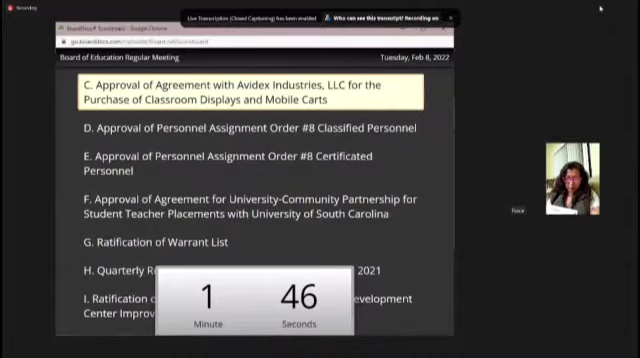 Recording
Live Transcription (Closed Captioning) has been enabled
Who can see this transcript? Recording on
BoardDocs® Scoreboard - Google Chrome
Board of Education Regular Meeting
Tuesday, Feb 8, 2022
C. Approval of Agreement with Avidex Industries, LLC for the
Purchase of Classroom Displays and Mobile Carts
D. Approval of Personnel Assignment Order #8 Classified Personnel
E. Approval of Personnel Assignment Order #8 Certificated
Personnel
F. Approval of Agreement for University-Community Partnership for
Student Teacher Placements with University of South Carolina
G. Ratification of Warrant List
H. Quarterly
2021
I. Ratification
Center
1
46
Minute
Seconds